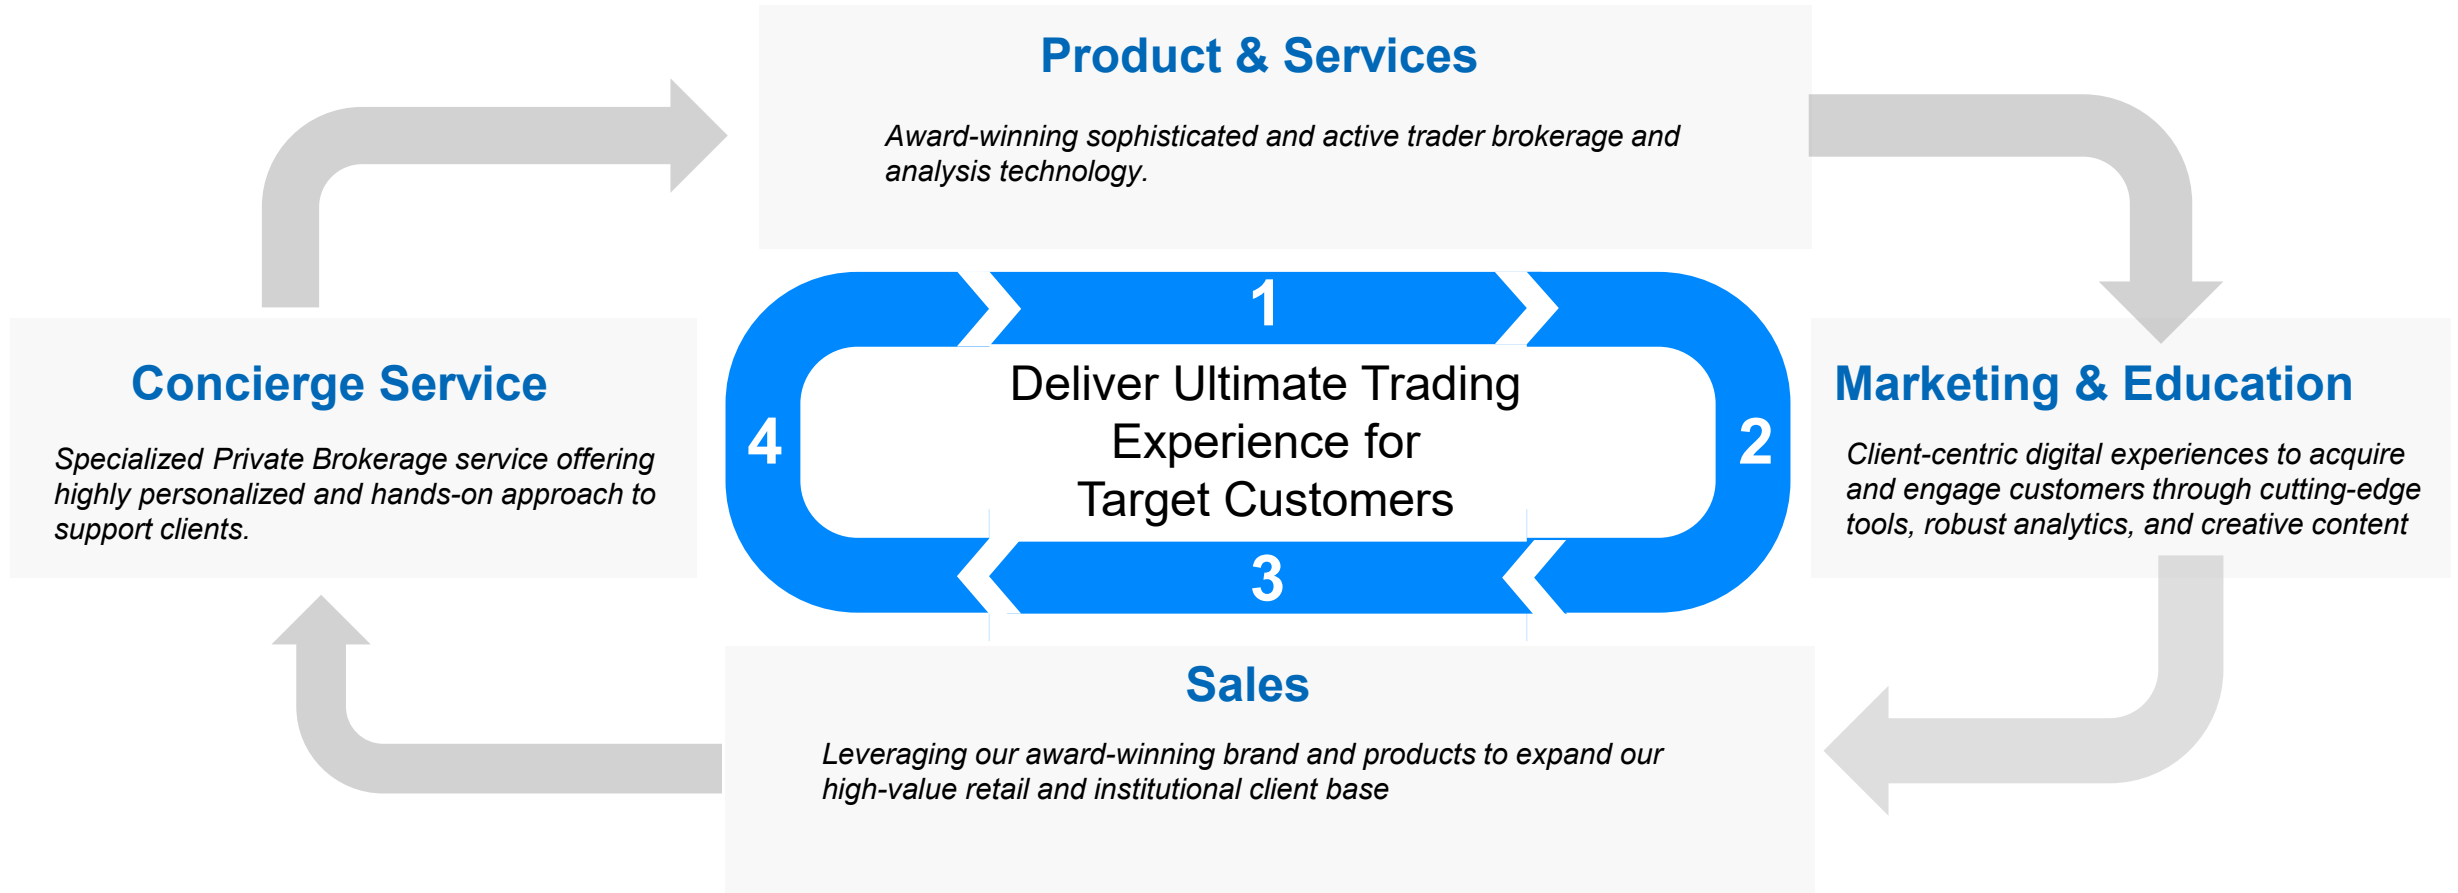 Product & Services
Award-winning sophisticated and active trader brokerage and
analysis technology.
1
Concierge Service
Specialized Private Brokerage service offering
highly personalized and hands-on approach to
support clients.
4
Deliver Ultimate Trading
Experience for
Target Customers
2
Marketing & Education
Client-centric digital experiences to acquire
and engage customers through cutting-edge
tools, robust analytics, and creative content
3
Sales
Leveraging our award-winning brand and products to expand our
high-value retail and institutional client base